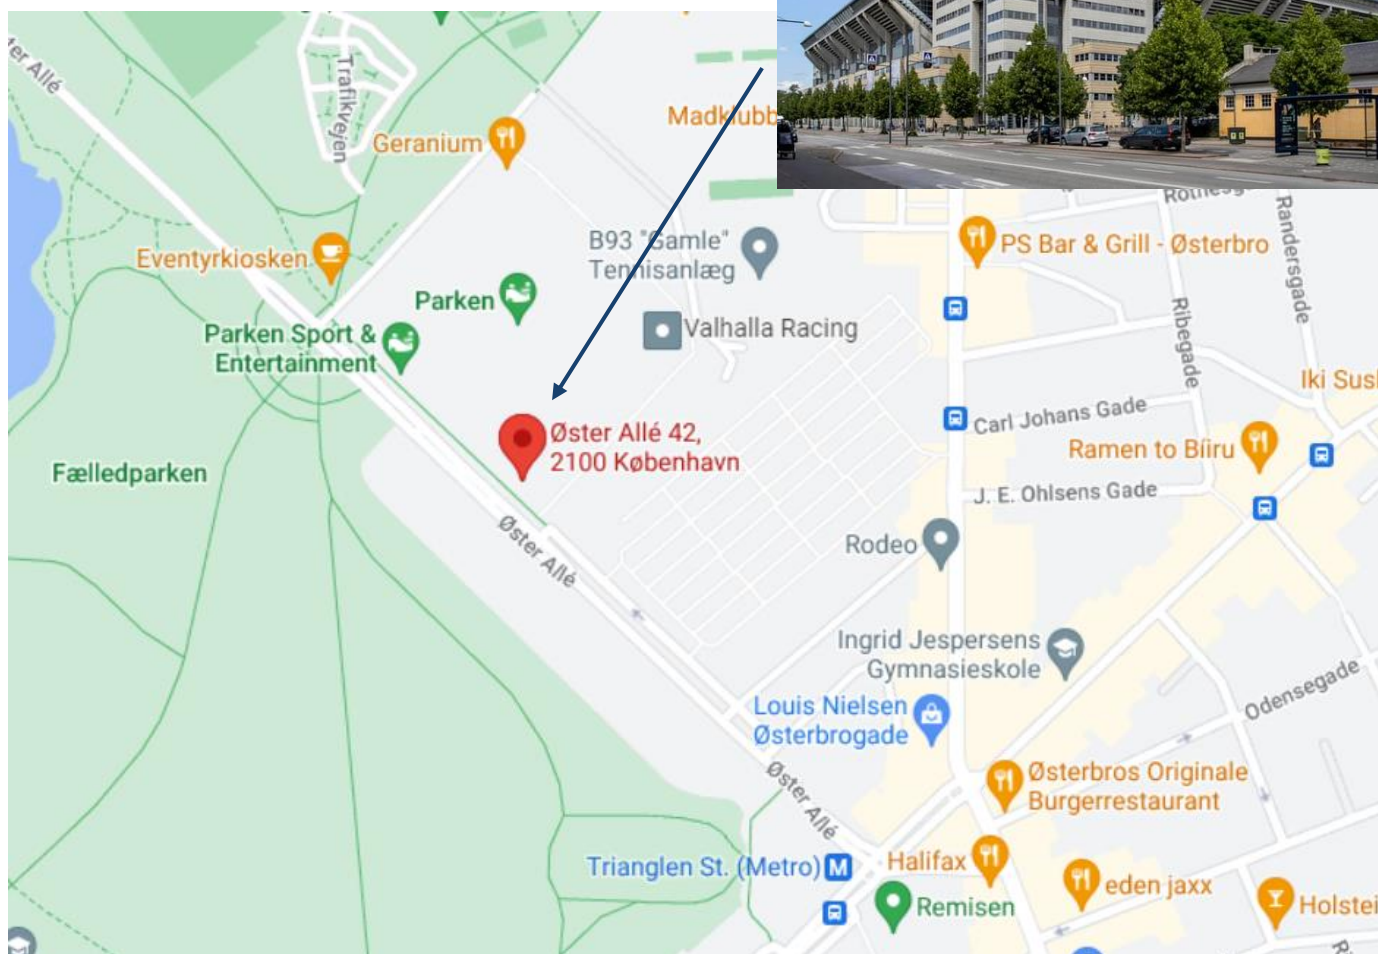 Øster Allé
Trafikvejen
Geranium
Madklubb
Eventyrkiosken
B93 "Gamle"
Tennisanlæg
PS Bar & Grill - Østerbro
Randersgade
Ribegade
Parken
Parken Sport &
Entertainment
Valhalla Racing
Iki Sus
Carl Johans Gade
Øster Allé 42,
2100 København
Ramen to Bíiru
Fælledparken
J. E. Ohlsens Gade
Øster Allé
Rodeo
Ingrid Jespersens
Gymnasieskole
Odensegade
Louis Nielsen
Østerbrogade
Øster Allé
Østerbros Originale
Burgerrestaurant
Trianglen St. (Metro) M
Halifax
eden jaxx
Remisen
Holstei